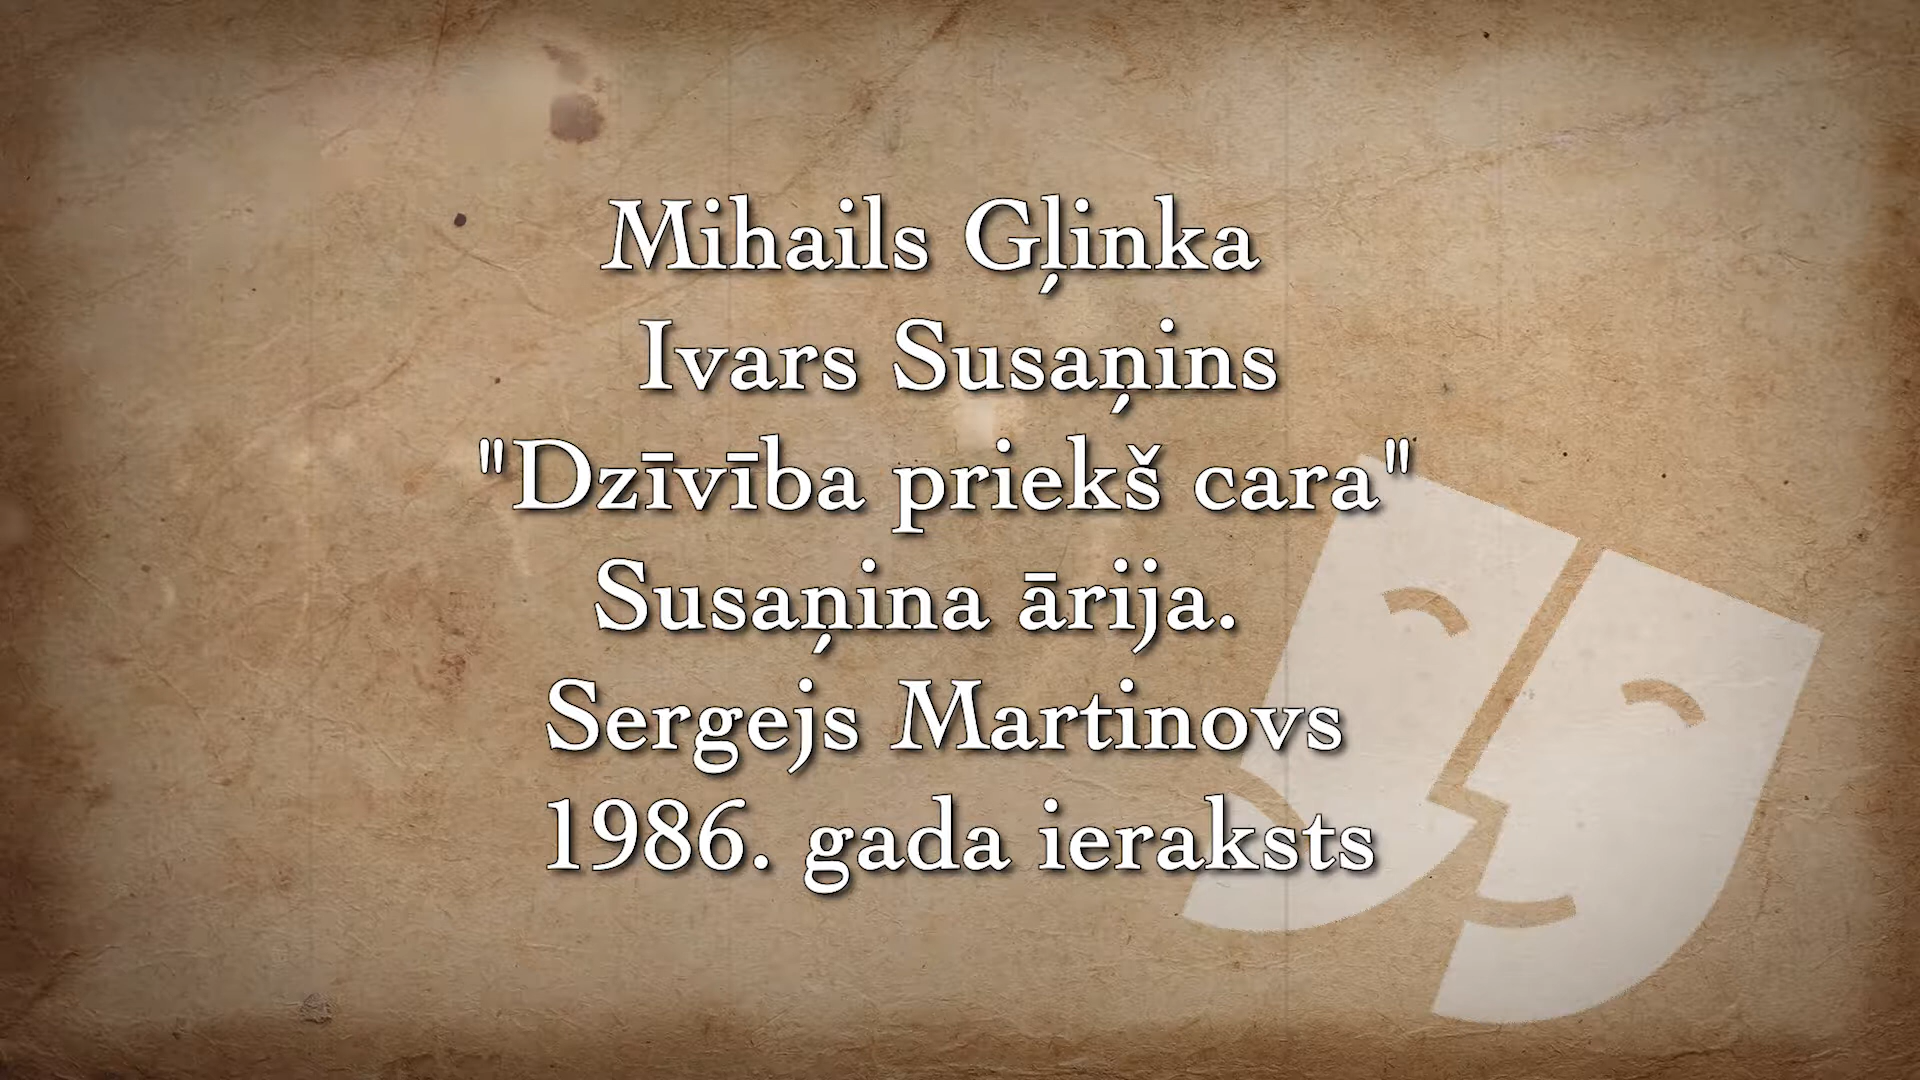 Mihails Gļinka
Ivars Susaņins
"Dzīvība priekš cara"
Susaņina ārija.
Sergejs Martinovs
1986. gada ieraksts